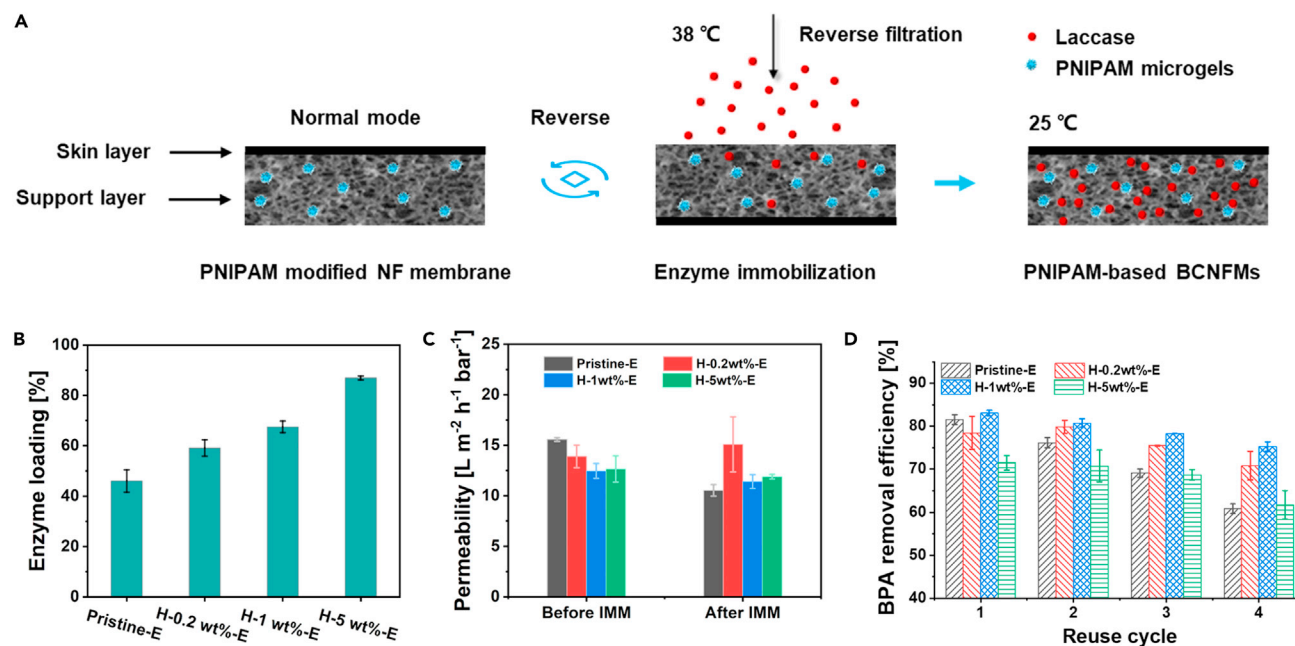 A
38 ℃
Reverse filtration
Laccase
PNIPAM microgels
Normal mode
Reverse
25 ℃
Skin layer
Support layer
PNIPAM modified NF membrane
Enzyme immobilization
PNIPAM-based BCNFMs
B
Enzyme loading [%]
100
80
60
40
20
0
Pristine-E
H-0.2 wt%-E
H-1 wt%-E
H-5 wt%-E
C
Permeability [L m⁻² h⁻¹ bar⁻¹]
25
20
15
10
5
0
Pristine-E
H-0.2wt%-E
H-1wt%-E
H-5wt%-E
Before IMM
After IMM
D
BPA removal efficiency [%]
90
80
70
60
50
40
Pristine-E
H-0.2wt%-E
H-1wt%-E
H-5wt%-E
1
2
3
4
Reuse cycle